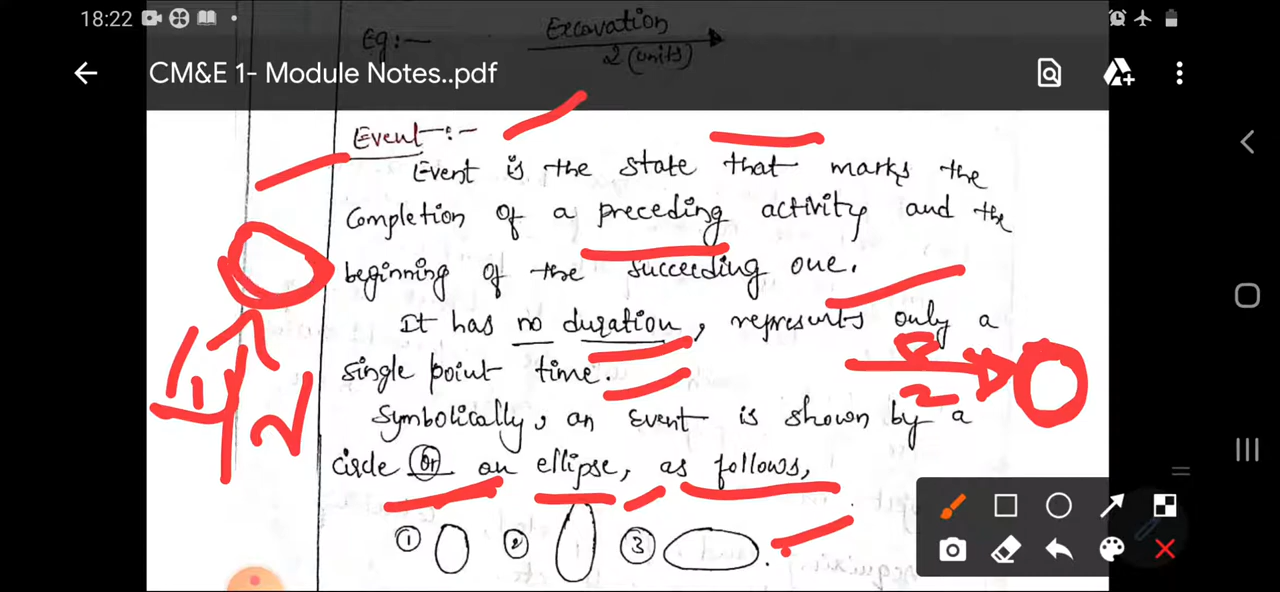 18:22
Eg:-
Excavation
2 (units)
CM&E 1- Module Notes..pdf
Event:-
Event is the state that marks the
completion of a preceding activity and the
beginning of the succeeding one.
It has no duration, represents only a
single point time.
Symbolically, an Event is shown by a
circle (or) an ellipse, as follows,
① ② ③